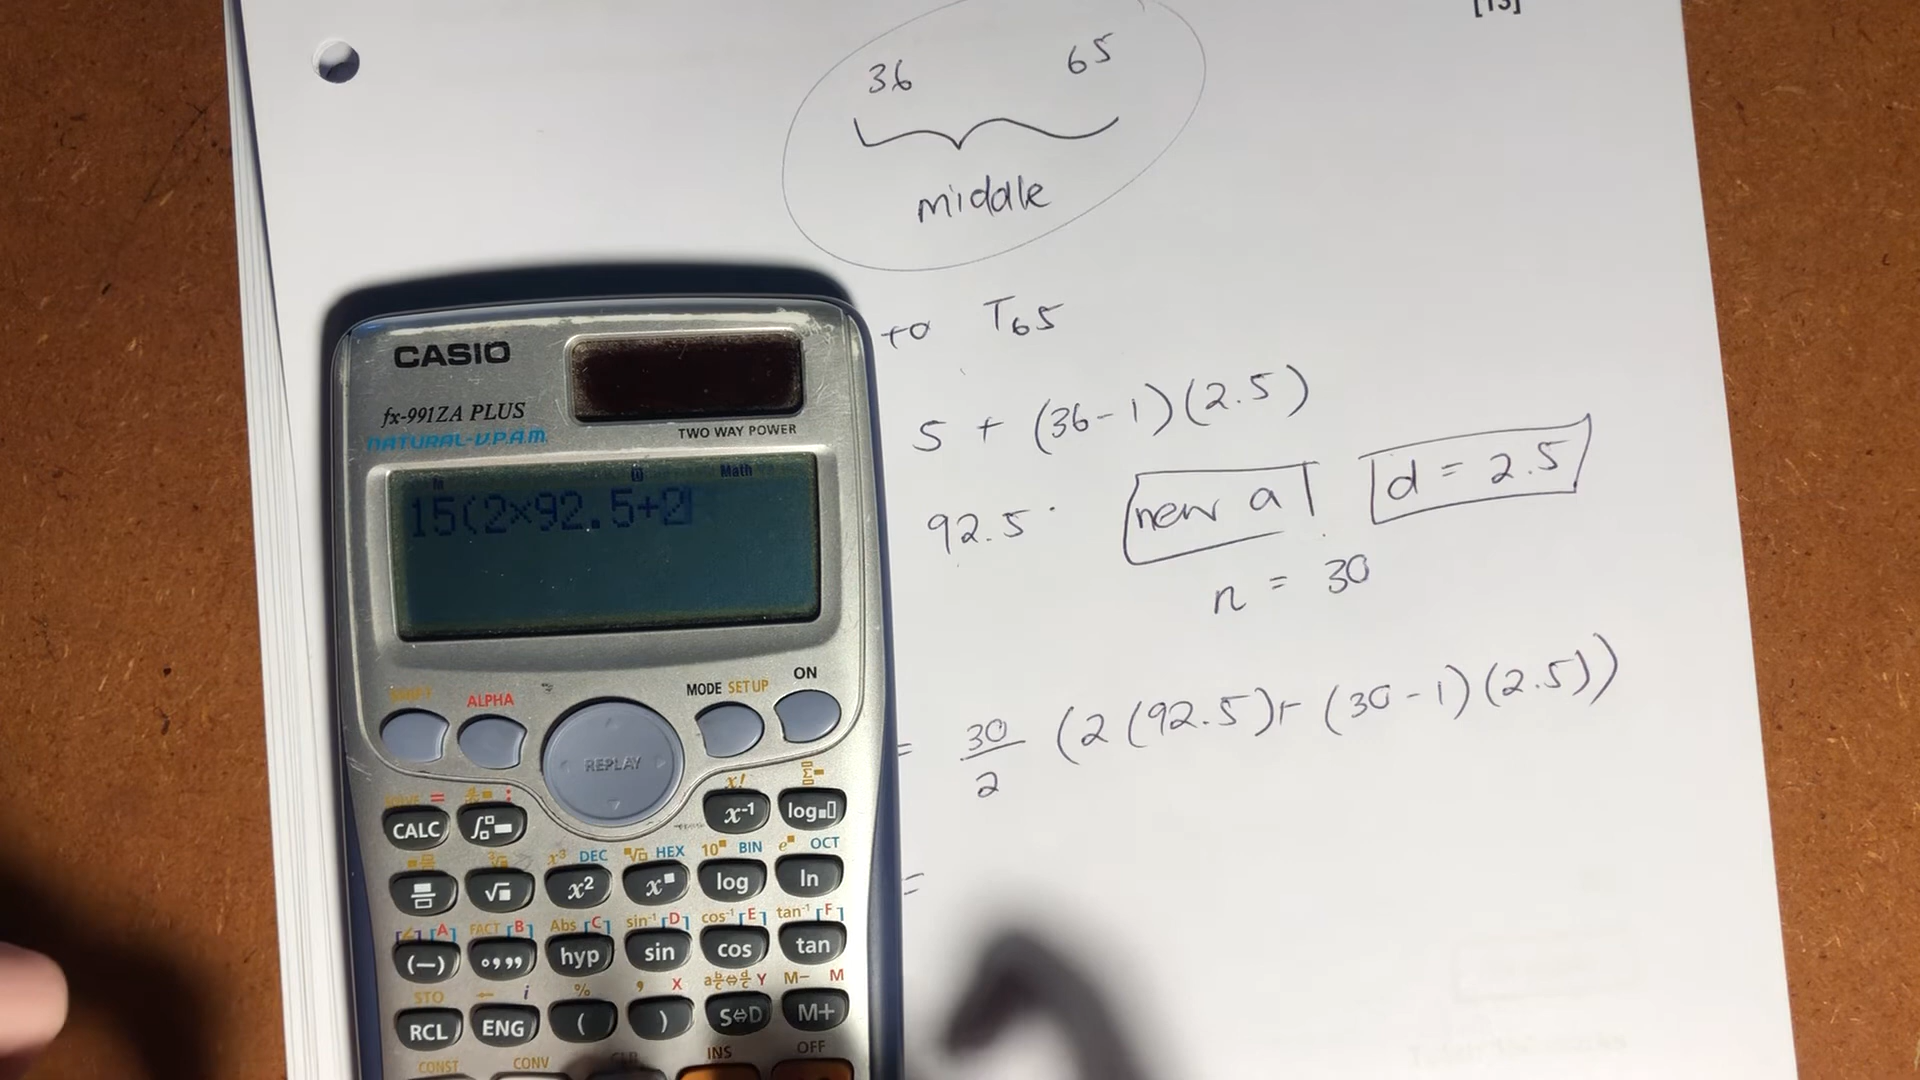 [13]
36 65
middle
to T65
5 + (36-1)(2.5)
92.5
new a
d = 2.5
n = 30
= 30/2 (2(92.5)+ (30-1)(2.5))
=
CASIO
fx-991ZA PLUS
NATURAL-V.P.A.M.
TWO WAY POWER
M D Math
15(2×92.5+2
SHIFT ALPHA MODE SETUP ON
REPLAY
SOLVE = : x!
CALC x⁻¹ log
x³ DEC HEX 10 BIN e OCT
x² x log ln
A FACT B Abs C sin⁻¹ D cos⁻¹ E tan⁻¹ F
(−) hyp sin cos tan
STO ← i % , X Y M− M
RCL ENG ( ) S⇔D M+
CONST CONV CLR INS OFF